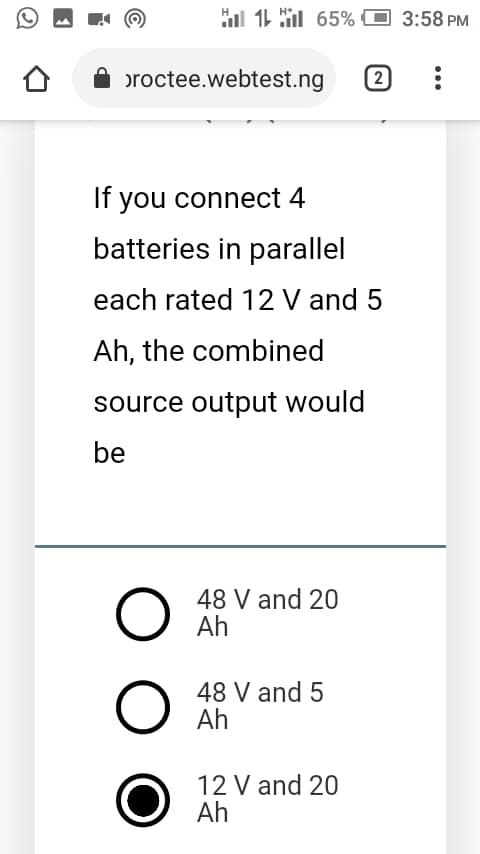 H H+ 65% 3:58 PM
roctee.webtest.ng 2
If you connect 4
batteries in parallel
each rated 12 V and 5
Ah, the combined
source output would
be
48 V and 20
Ah
48 V and 5
Ah
12 V and 20
Ah